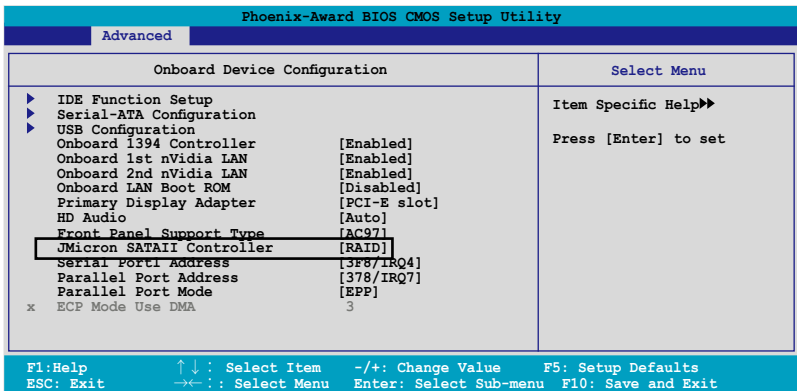 Phoenix-Award BIOS CMOS Setup Utility
Advanced
Onboard Device Configuration
Select Menu
IDE Function Setup
Serial-ATA Configuration
USB Configuration
Onboard 1394 Controller [Enabled]
Onboard 1st nVidia LAN [Enabled]
Onboard 2nd nVidia LAN [Enabled]
Onboard LAN Boot ROM [Disabled]
Primary Display Adapter [PCI-E slot]
HD Audio [Auto]
Front Panel Support Type [AC97]
JMicron SATAII Controller [RAID]
Serial Port1 Address [3F8/IRQ4]
Parallel Port Address [378/IRQ7]
Parallel Port Mode [EPP]
x ECP Mode Use DMA 3
Item Specific Help
Press [Enter] to set
F1:Help ↑↓: Select Item -/+: Change Value F5: Setup Defaults
ESC: Exit →←: Select Menu Enter: Select Sub-menu F10: Save and Exit